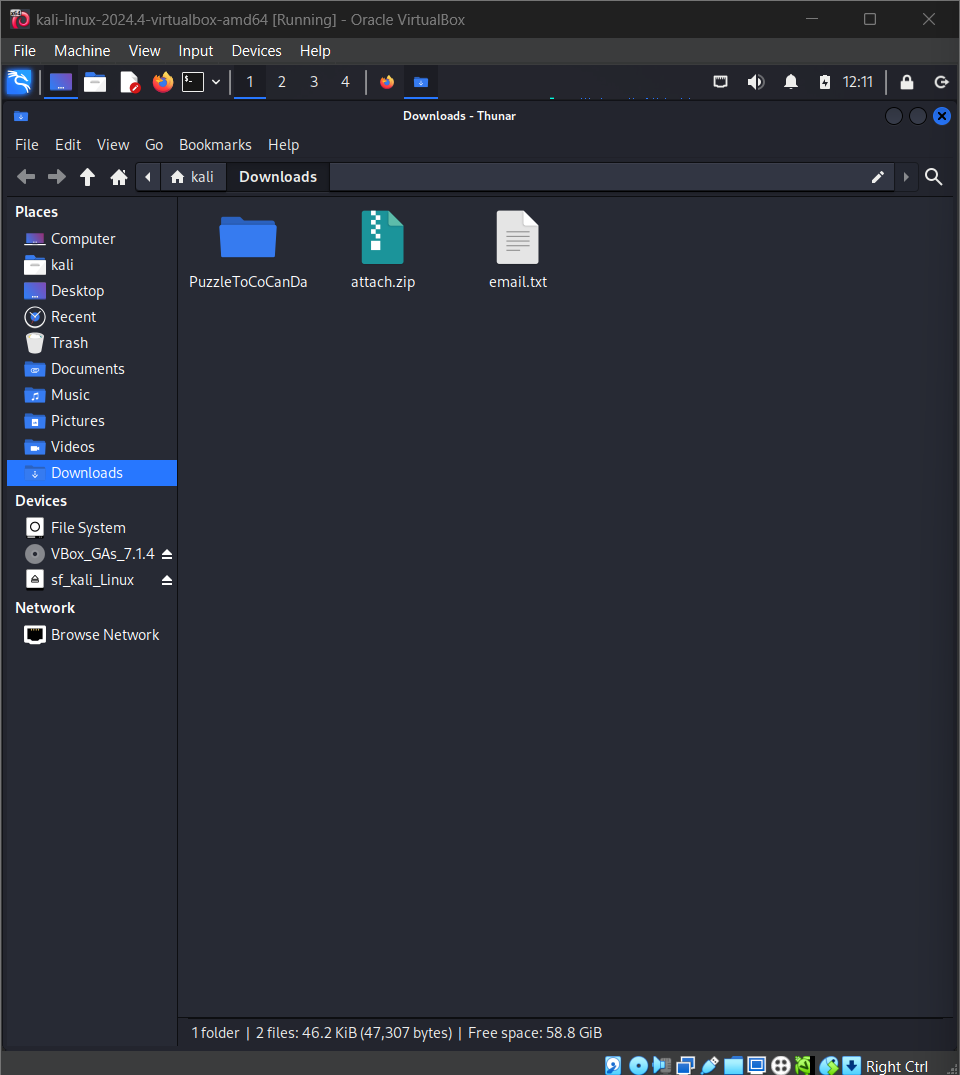 kali-linux-2024.4-virtualbox-amd64 [Running] - Oracle VirtualBox
File Machine View Input Devices Help
1 2 3 4 12:11
Downloads - Thunar
File Edit View Go Bookmarks Help
kali Downloads
Places
Computer
kali
Desktop
Recent
Trash
Documents
Music
Pictures
Videos
Downloads
Devices
File System
VBox_GAs_7.1.4
sf_kali_Linux
Network
Browse Network
PuzzleToCoCanDa attach.zip email.txt
1 folder | 2 files: 46.2 KiB (47,307 bytes) | Free space: 58.8 GiB
Right Ctrl